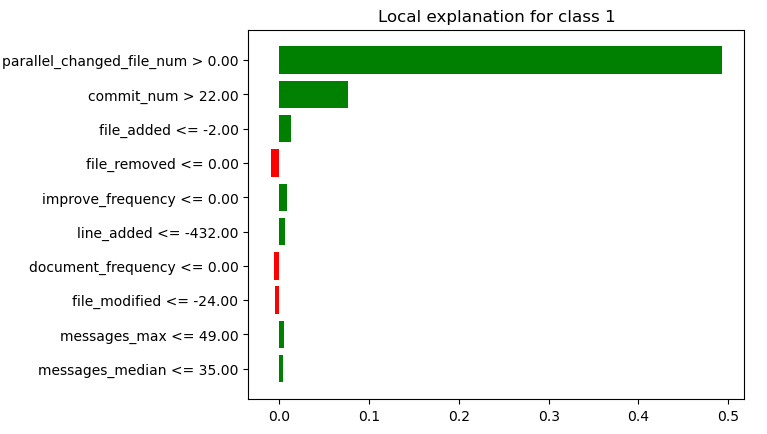 Local explanation for class 1
parallel_changed_file_num > 0.00
commit_num > 22.00
file_added <= -2.00
file_removed <= 0.00
improve_frequency <= 0.00
line_added <= -432.00
document_frequency <= 0.00
file_modified <= -24.00
messages_max <= 49.00
messages_median <= 35.00
0.0 0.1 0.2 0.3 0.4 0.5